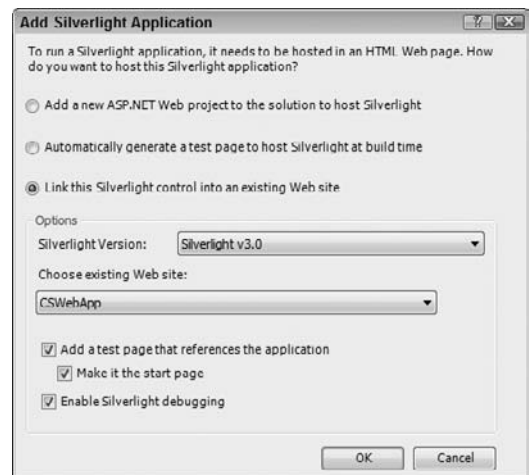 Add Silverlight Application
To run a Silverlight application, it needs to be hosted in an HTML Web page. How
do you want to host this Silverlight application?
Add a new ASP.NET Web project to the solution to host Silverlight
Automatically generate a test page to host Silverlight at build time
Link this Silverlight control into an existing Web site
Options
Silverlight Version: Silverlight v3.0
Choose existing Web site:
CSWebApp
Add a test page that references the application
Make it the start page
Enable Silverlight debugging
OK Cancel